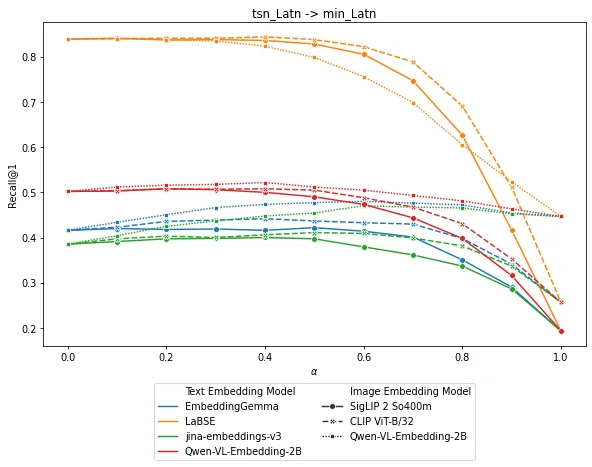 tsn_Latn -> min_Latn
Recall@1
0.8
0.7
0.6
0.5
0.4
0.3
0.2
0.0 0.2 0.4 0.6 0.8 1.0
α
Text Embedding Model Image Embedding Model
EmbeddingGemma SigLIP 2 So400m
LaBSE CLIP ViT-B/32
jina-embeddings-v3 Qwen-VL-Embedding-2B
Qwen-VL-Embedding-2B